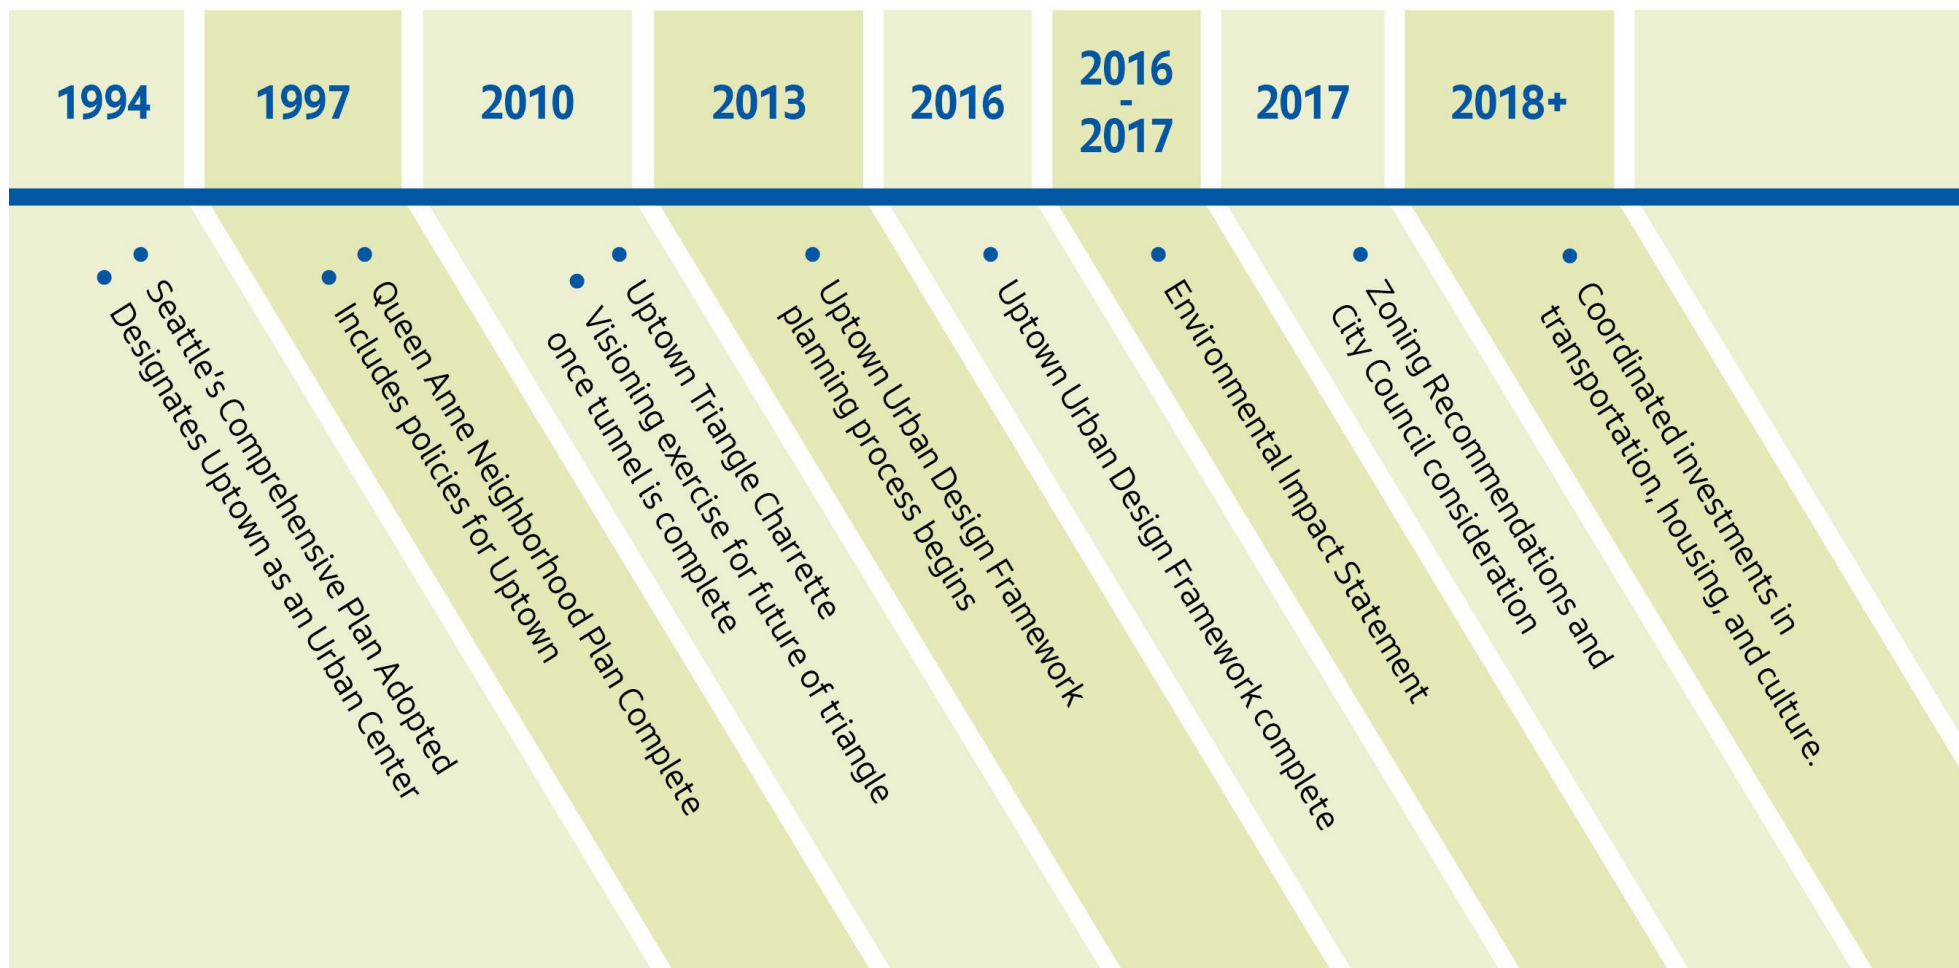 1994
1997
2010
2013
2016
2016
-
2017
2017
2018+
• Seattle's Comprehensive Plan Adopted
• Designates Uptown as an Urban Center
• Queen Anne Neighborhood Plan Complete
• Includes policies for Uptown
• Uptown Triangle Charrette
• Visioning exercise for future of triangle
once tunnel is complete
• Uptown Urban Design Framework
planning process begins
• Uptown Urban Design Framework complete
• Environmental Impact Statement
• Zoning Recommendations and
City Council consideration
• Coordinated investments in
transportation, housing, and culture.